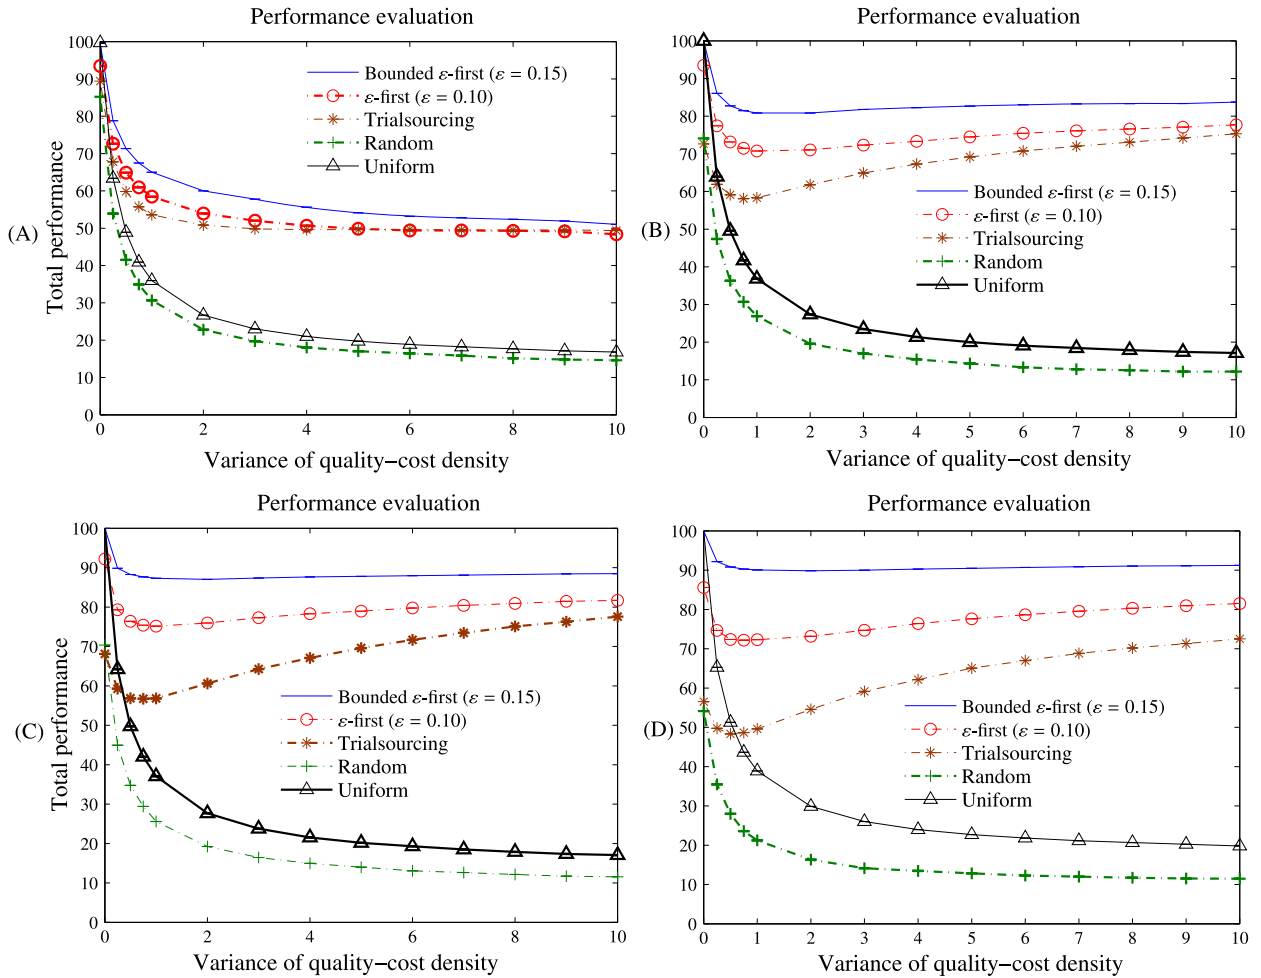 Performance evaluation
100
90
80
70
60
50
40
30
20
10
0
Total performance
(A)
Bounded ε-first (ε = 0.15)
ε-first (ε = 0.10)
Trialsourcing
Random
Uniform
0 2 4 6 8 10
Variance of quality−cost density
Performance evaluation
100
90
80
70
60
50
40
30
20
10
0
(B)
Bounded ε-first (ε = 0.15)
ε-first (ε = 0.10)
Trialsourcing
Random
Uniform
0 1 2 3 4 5 6 7 8 9 10
Variance of quality−cost density
Performance evaluation
100
90
80
70
60
50
40
30
20
10
0
Total performance
(C)
Bounded ε-first (ε = 0.15)
ε-first (ε = 0.10)
Trialsourcing
Random
Uniform
0 2 4 6 8 10
Variance of quality−cost density
Performance evaluation
100
90
80
70
60
50
40
30
20
10
0
(D)
Bounded ε-first (ε = 0.15)
ε-first (ε = 0.10)
Trialsourcing
Random
Uniform
0 1 2 3 4 5 6 7 8 9 10
Variance of quality−cost density